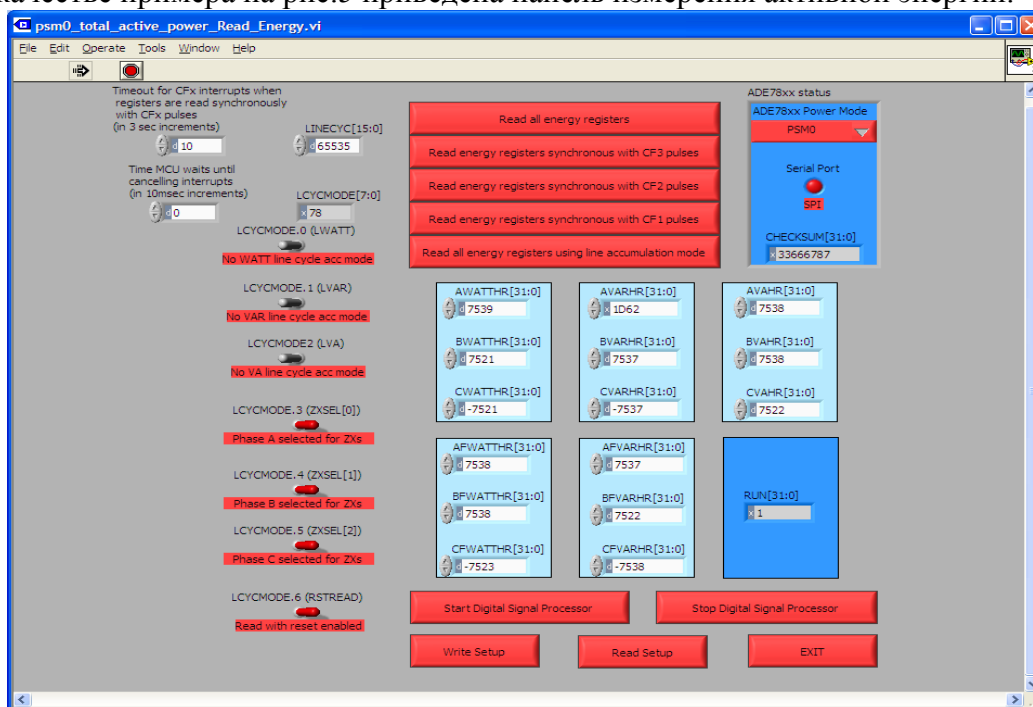 качестве примера на рис.5 приведена панель измерения активной энергии.
psm0_total_active_power_Read_Energy.vi
File Edit Operate Tools Window Help
Timeout for CFx interrupts when
registers are read synchronously
with CFx pulses
(in 3 sec increments)
d 10
LINECYC[15:0]
d 65535
Time MCU waits until
cancelling interrupts
(in 10msec increments)
d 0
LCYCMODE[7:0]
x 78
LCYCMODE.0 (LWATT)
No WATT line cycle acc mode
LCYCMODE.1 (LVAR)
No VAR line cycle acc mode
LCYCMODE2 (LVA)
No VA line cycle acc mode
LCYCMODE.3 (ZXSEL[0])
Phase A selected for ZXs
LCYCMODE.4 (ZXSEL[1])
Phase B selected for ZXs
LCYCMODE.5 (ZXSEL[2])
Phase C selected for ZXs
LCYCMODE.6 (RSTREAD)
Read with reset enabled
Read all energy registers
Read energy registers synchronous with CF3 pulses
Read energy registers synchronous with CF2 pulses
Read energy registers synchronous with CF1 pulses
Read all energy registers using line accumulation mode
ADE78xx status
ADE78xx Power Mode
PSM0
Serial Port
SPI
CHECKSUM[31:0]
x 33666787
AWATTHR[31:0]
d 7539
BWATTHR[31:0]
d 7521
CWATTHR[31:0]
d -7521
AVARHR[31:0]
x 1D62
BVARHR[31:0]
d 7537
CVARHR[31:0]
d -7537
AVAHR[31:0]
d 7538
BVAHR[31:0]
d 7538
CVAHR[31:0]
d 7522
AFWATTHR[31:0]
d 7538
BFWATTHR[31:0]
d 7538
CFWATTHR[31:0]
d -7523
AFVARHR[31:0]
d 7537
BFVARHR[31:0]
d 7522
CFVARHR[31:0]
d -7538
RUN[31:0]
x 1
Start Digital Signal Processor
Stop Digital Signal Processor
Write Setup
Read Setup
EXIT